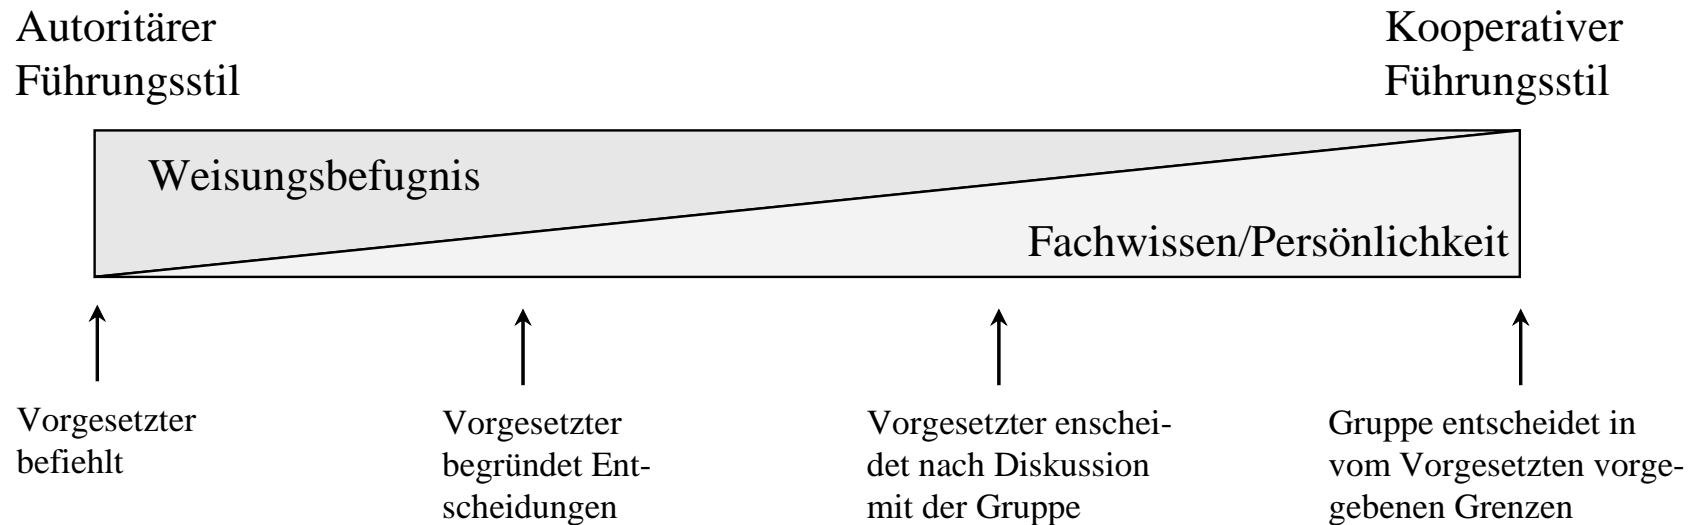 Autoritärer
Führungsstil
Kooperativer
Führungsstil
Weisungsbefugnis
Fachwissen/Persönlichkeit
Vorgesetzter
befiehlt
Vorgesetzter
begründet Ent-
scheidungen
Vorgesetzter enschei-
det nach Diskussion
mit der Gruppe
Gruppe entscheidet in
vom Vorgesetzten vorge-
gebenen Grenzen